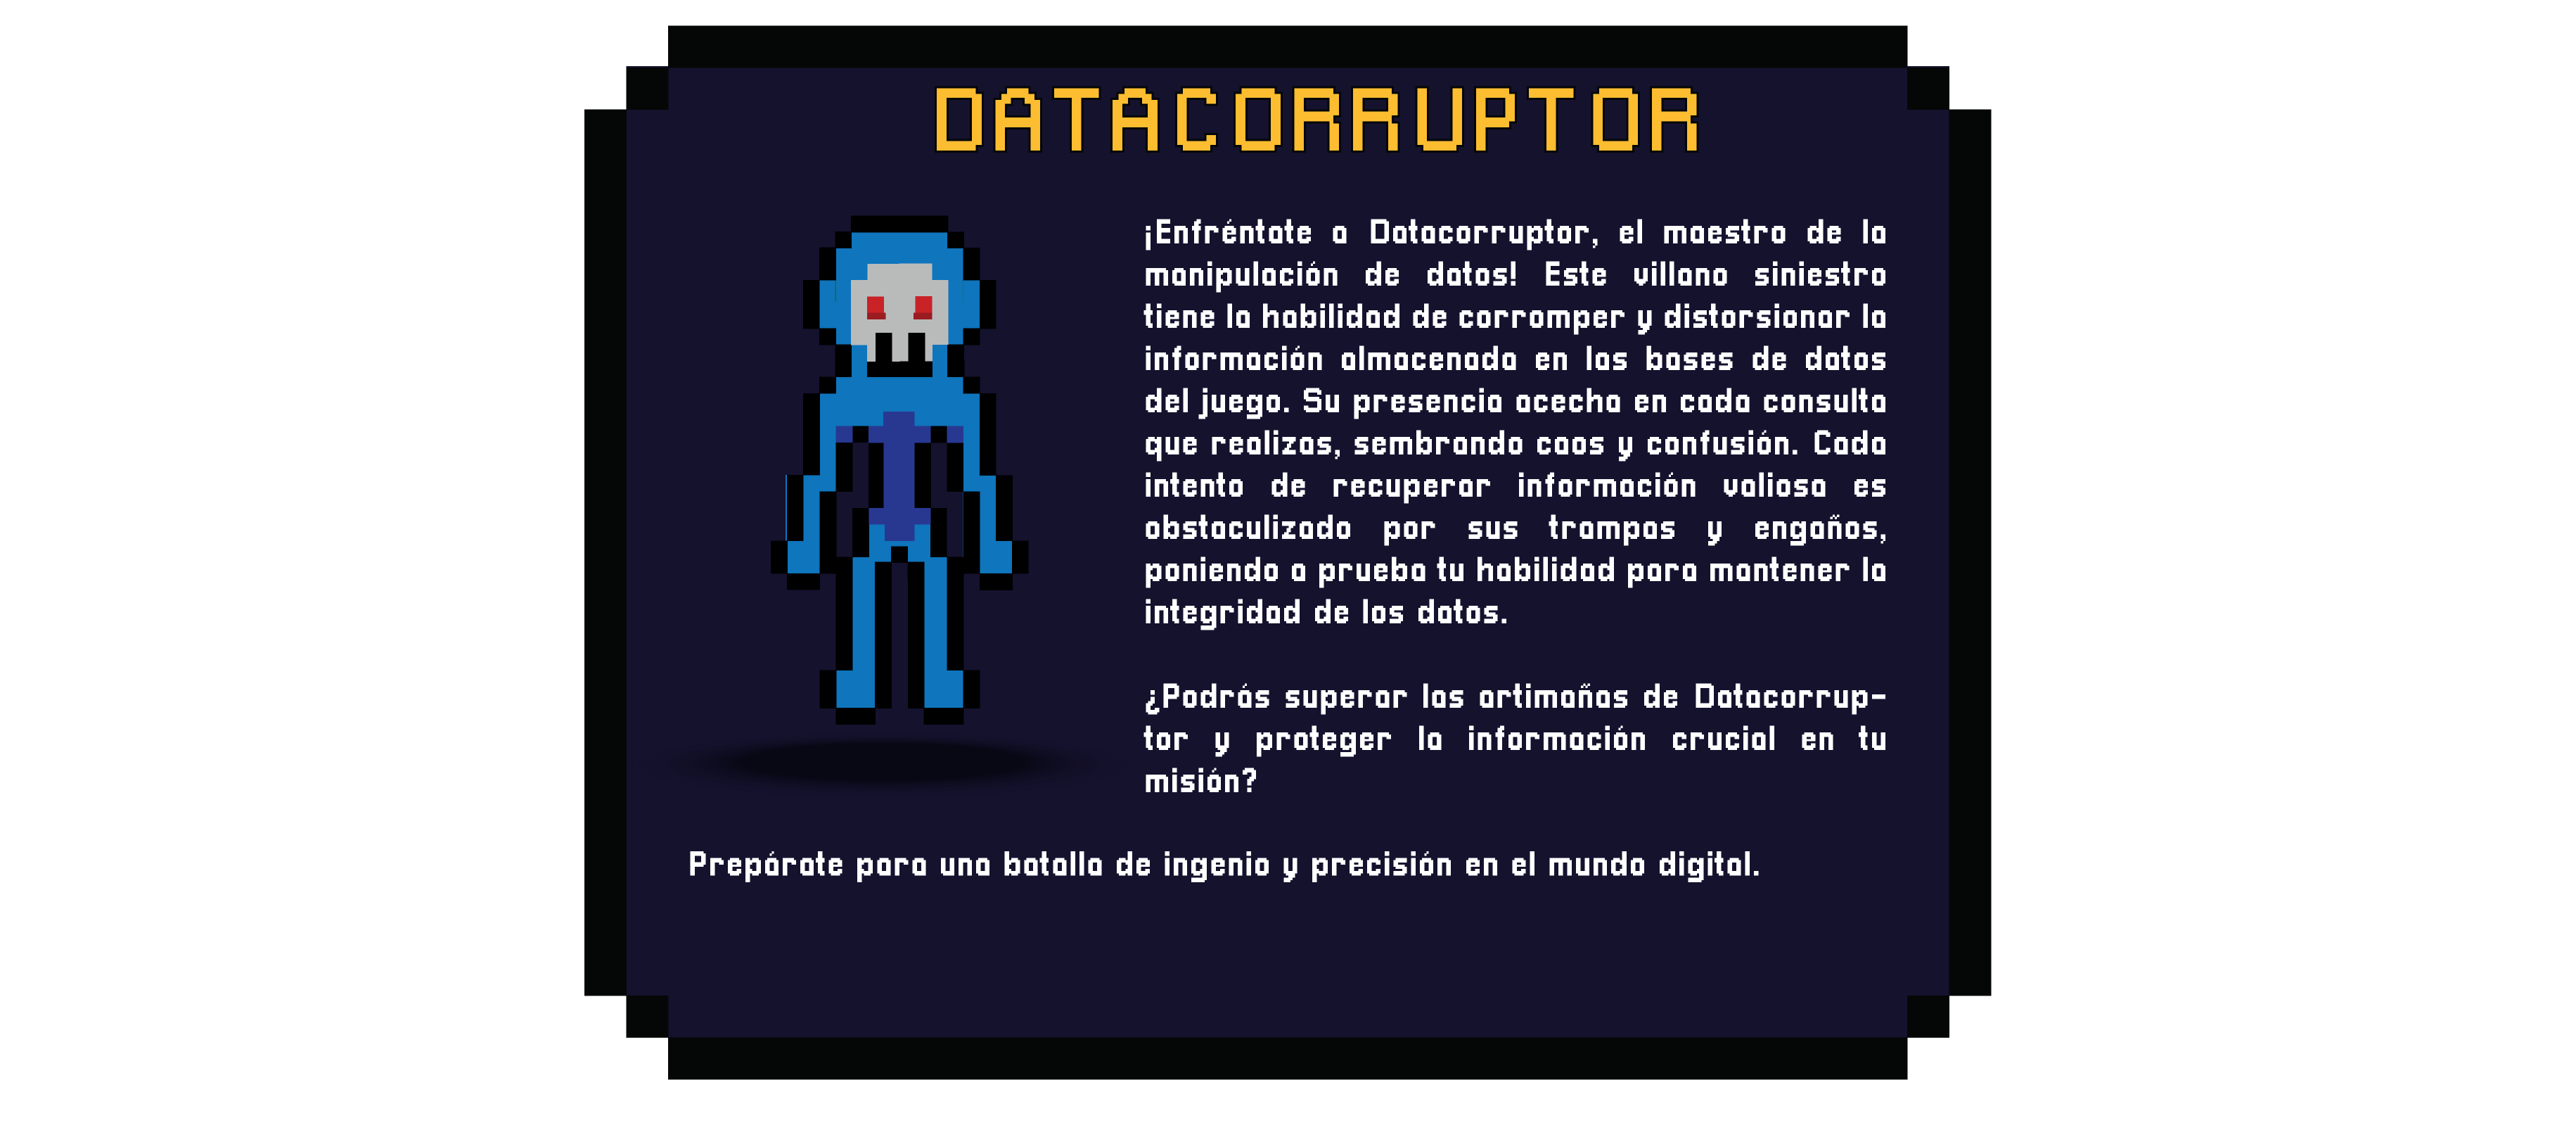 DATACORRUPTOR
¡Enfréntate a Datacorruptor, el maestro de la
manipulación de datos! Este villano siniestro
tiene la habilidad de corromper y distorsionar la
información almacenada en las bases de datos
del juego. Su presencia acecha en cada consulta
que realizas, sembrando caos y confusión. Cada
intento de recuperar información valiosa es
obstaculizado por sus trampas y engaños,
poniendo a prueba tu habilidad para mantener la
integridad de los datos.
¿Podrás superar las artimañas de Datacorrup-
tor y proteger la información crucial en tu
misión?
Prepárate para una batalla de ingenio y precisión en el mundo digital.